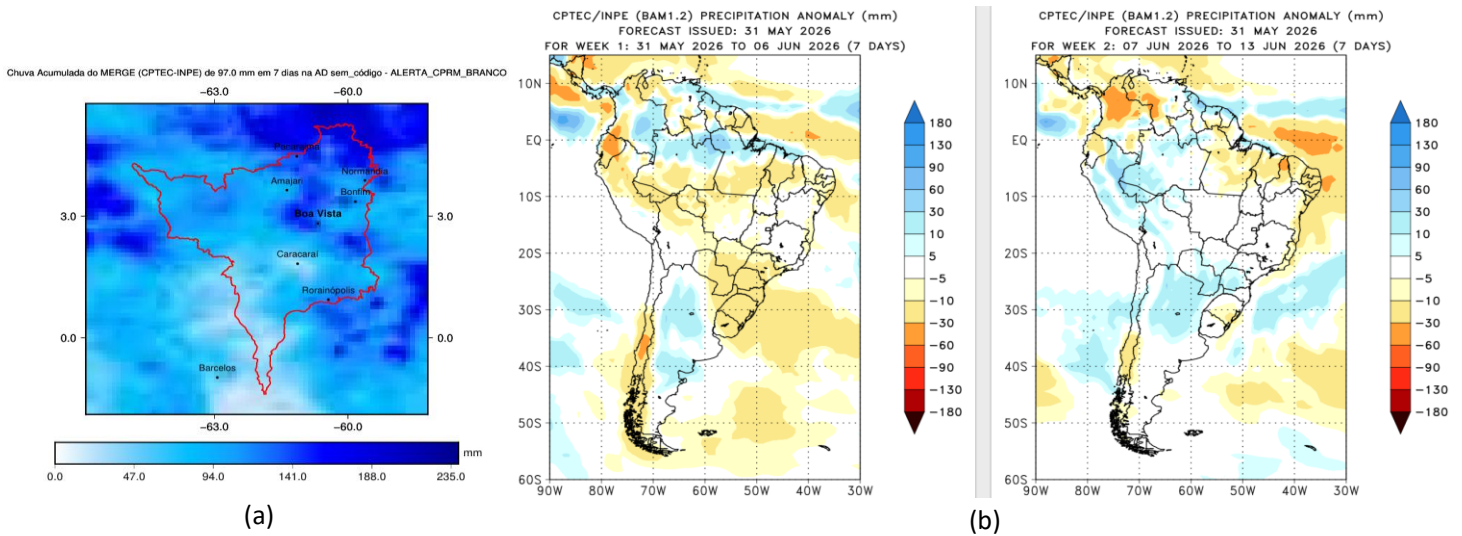 Chuva Acumulada do MERGE (CPTEC-INPE) de 97.0 mm em 7 dias na AD sem_código - ALERTA_CPRM_BRANCO
−63.0 −60.0
Pacaraima
Normandia
Amajari
Bonfim
3.0 3.0
Boa Vista
Caracaraí
Rorainópolis
0.0 0.0
Barcelos
−63.0 −60.0
mm
0.0 47.0 94.0 141.0 188.0 235.0
(a)
CPTEC/INPE (BAM1.2) PRECIPITATION ANOMALY (mm)
FORECAST ISSUED: 31 MAY 2026
FOR WEEK 1: 31 MAY 2026 TO 06 JUN 2026 (7 DAYS)
10N
EQ
10S
20S
30S
40S
50S
60S
90W 80W 70W 60W 50W 40W 30W
180
130
90
60
30
10
5
−5
−10
−30
−60
−90
−130
−180
CPTEC/INPE (BAM1.2) PRECIPITATION ANOMALY (mm)
FORECAST ISSUED: 31 MAY 2026
FOR WEEK 2: 07 JUN 2026 TO 13 JUN 2026 (7 DAYS)
10N
EQ
10S
20S
30S
40S
50S
60S
90W 80W 70W 60W 50W 40W 30W
180
130
90
60
30
10
5
−5
−10
−30
−60
−90
−130
−180
(b)